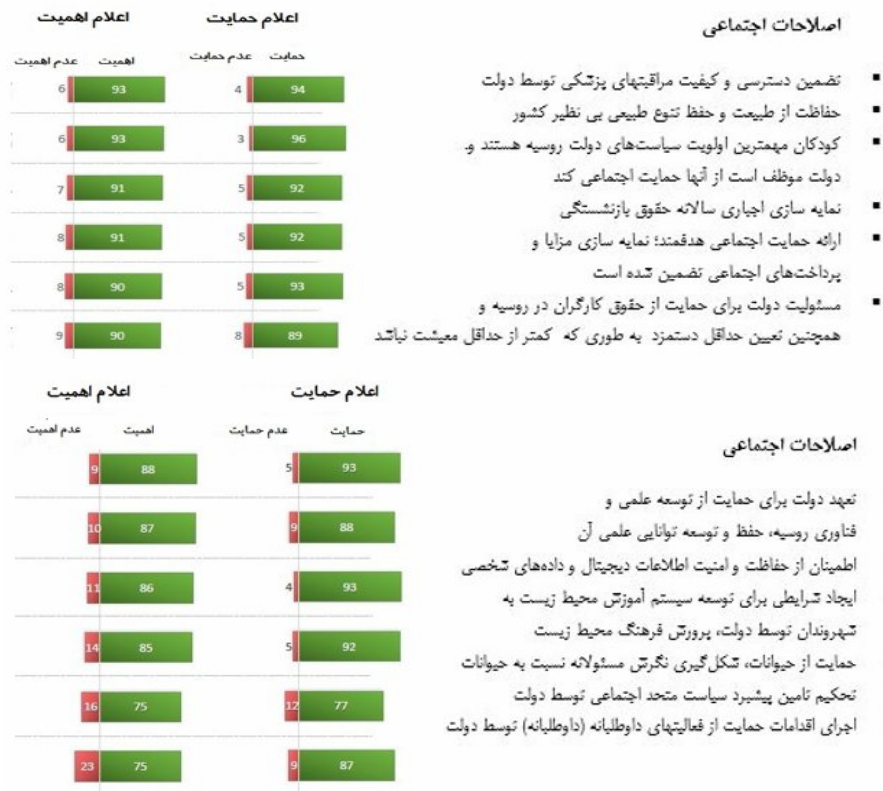 اصلاحات اجتماعی
اعلام حمایت
اعلام اهمیت
حمایت
عدم حمایت
اهمیت
عدم اهمیت
تضمین دسترسی و کیفیت مراقبتهای پزشکی توسط دولت
94
4
93
6
حفاظت از طبیعت و حفظ تنوع طبیعی بی نظیر کشور
96
3
93
6
کودکان مهمترین اولویت سیاست‌های دولت روسیه هستند و.
دولت موظف است از آنها حمایت اجتماعی کند
92
5
91
7
نمایه سازی اجباری سالانه حقوق بازنشستگی
92
5
91
8
ارائه حمایت اجتماعی هدفمند؛ نمایه سازی مزایا و
پرداخت‌های اجتماعی تضمین شده است
93
5
90
8
مسئولیت دولت برای حمایت از حقوق کارگران در روسیه و
همچنین تعیین حداقل دستمزد به طوری که کمتر از حداقل معیشت نباشد
89
8
90
9
اعلام حمایت
اعلام اهمیت
حمایت
عدم حمایت
اهمیت
عدم اهمیت
اصلاحات اجتماعی
93
5
88
9
تعهد دولت برای حمایت از توسعه علمی و
فناوری روسیه، حفظ و توسعه توانایی علمی آن
88
9
87
10
اطمینان از حفاظت و امنیت اطلاعات دیجیتال و داده‌های شخصی
93
4
86
11
ایجاد شرایطی برای توسعه سیستم آموزش محیط زیست به
شهروندان توسط دولت، پرورش فرهنگ محیط زیست
92
5
85
14
حمایت از حیوانات، شکل‌گیری نگرش مسئولانه نسبت به حیوانات
تحکیم تامین پیشبرد سیاست متحد اجتماعی توسط دولت
77
12
75
16
اجرای اقدامات حمایت از فعالیتهای داوطلبانه (داوطلبانه) توسط دولت
87
9
75
23